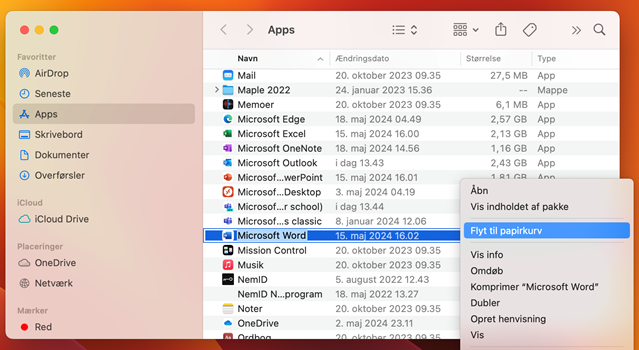 Apps
Favoritter
AirDrop
Seneste
Apps
Skrivebord
Dokumenter
Overførsler
iCloud
iCloud Drive
Placeringer
OneDrive
Netværk
Mærker
Red
Navn Ændringsdato Størrelse Type
Mail 20. oktober 2023 09.35 27,5 MB App
Maple 2022 24. januar 2023 15.36 -- Mappe
Memoer 20. oktober 2023 09.35 6,1 MB App
Microsoft Edge 18. maj 2024 04.49 2,57 GB App
Microsoft Excel 15. maj 2024 16.00 2,13 GB App
Microsoft OneNote 18. maj 2024 14.56 1,16 GB App
Microsoft Outlook i dag 13.43 2,43 GB App
Microsof...werPoint 15. maj 2024 16.01 1,81 GB App
Microsof...Desktop 3. maj 2024 04.19
Microsof...r school) i dag 13.43
Microsof...s classic 8. januar 2024 12.06
Microsoft Word 15. maj 2024 16.02
Mission Control 20. oktober 2023 09.35
Musik 20. oktober 2023 09.35
NemID 5. august 2022 12.43
NemID N...program 18. maj 2022 13.27
Noter 20. oktober 2023 09.35
OneDrive 2. maj 2024 23.11
Ordbog 20. oktober 2023 09.35
Åbn
Vis indholdet af pakke
Flyt til papirkurv
Vis info
Omdøb
Komprimer “Microsoft Word”
Dubler
Opret henvisning
Vis